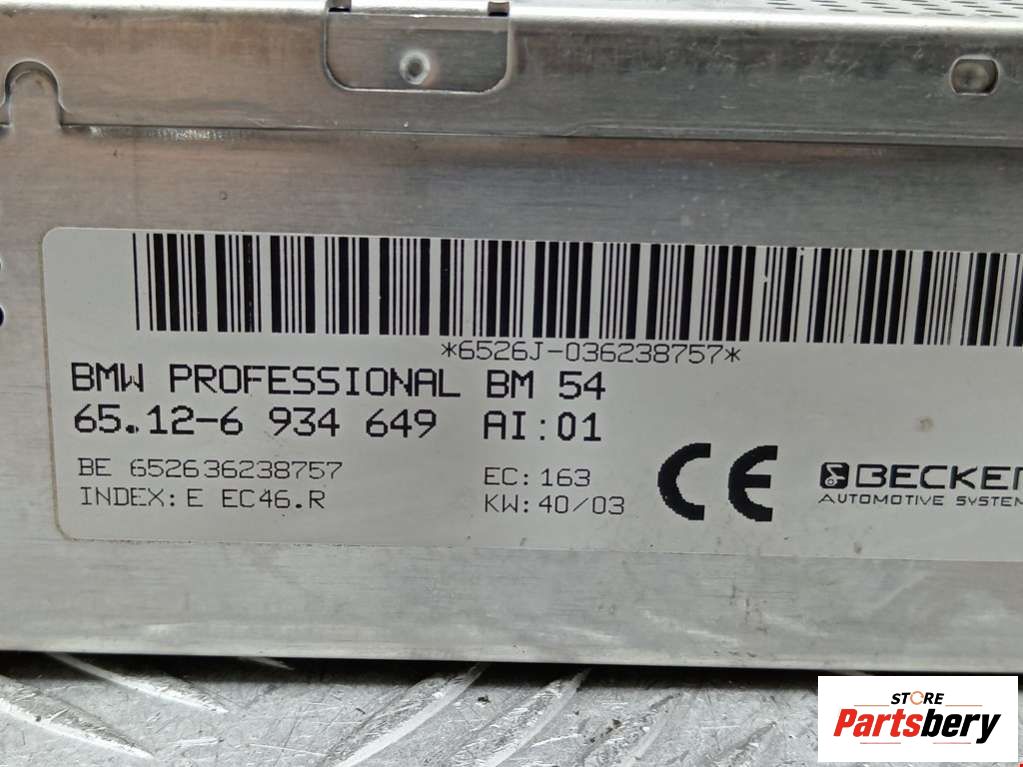 *6526J-036238757*
BMW PROFESSIONAL BM 54
65.12-6 934 649 AI:01
BE 652636238757 EC:163
INDEX:E EC46.R KW:40/03
CE
AUTOMOTIVE
STORE
Partsbery